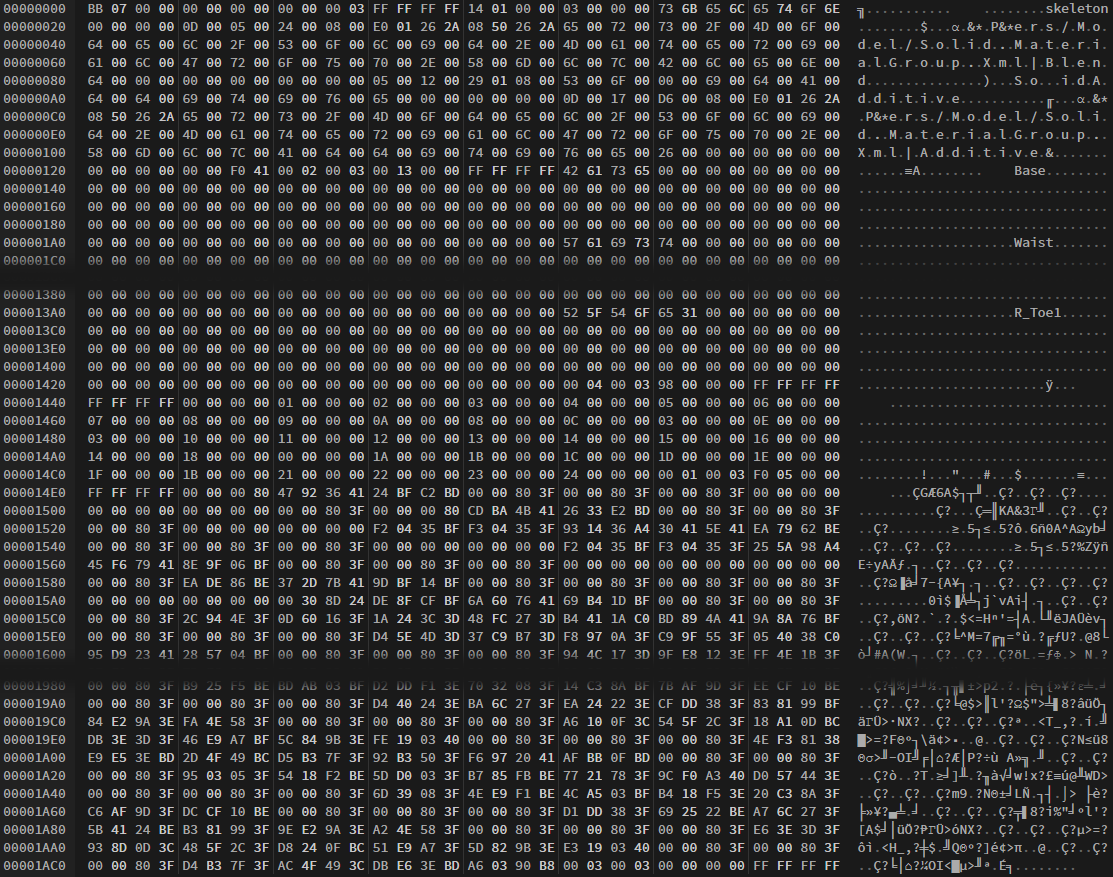 00000000 BB 07 00 00 00 00 00 00 00 00 00 03 FF FF FF FF 14 01 00 00 03 00 00 00 73 6B 65 6C 65 74 6F 6E ╗...........    ........skeleton
00000020 00 00 00 00 0D 00 05 00 24 00 08 00 E0 01 26 2A 08 50 26 2A 65 00 72 00 73 00 2F 00 4D 00 6F 00 ........$...α.&*.P&*e.r.s./.M.o.
00000040 64 00 65 00 6C 00 2F 00 53 00 6F 00 6C 00 69 00 64 00 2E 00 4D 00 61 00 74 00 65 00 72 00 69 00 d.e.l./.S.o.l.i.d...M.a.t.e.r.i.
00000060 61 00 6C 00 47 00 72 00 6F 00 75 00 70 00 2E 00 58 00 6D 00 6C 00 7C 00 42 00 6C 00 65 00 6E 00 a.l.G.r.o.u.p...X.m.l.|.B.l.e.n.
00000080 64 00 00 00 00 00 00 00 00 00 00 00 05 00 12 00 29 01 08 00 53 00 6F 00 00 00 69 00 64 00 41 00 d...............)...S.o...i.d.A.
000000A0 64 00 64 00 69 00 74 00 69 00 76 00 65 00 00 00 00 00 00 00 0D 00 17 00 D6 00 08 00 E0 01 26 2A d.d.i.t.i.v.e...........╓...α.&*
000000C0 08 50 26 2A 65 00 72 00 73 00 2F 00 4D 00 6F 00 64 00 65 00 6C 00 2F 00 53 00 6F 00 6C 00 69 00 .P&*e.r.s./.M.o.d.e.l./.S.o.l.i.
000000E0 64 00 2E 00 4D 00 61 00 74 00 65 00 72 00 69 00 61 00 6C 00 47 00 72 00 6F 00 75 00 70 00 2E 00 d...M.a.t.e.r.i.a.l.G.r.o.u.p...
00000100 58 00 6D 00 6C 00 7C 00 41 00 64 00 64 00 69 00 74 00 69 00 76 00 65 00 26 00 00 00 00 00 00 00 X.m.l.|.A.d.d.i.t.i.v.e.&.......
00000120 00 00 00 00 00 00 F0 41 00 02 00 03 00 13 00 00 FF FF FF FF 42 61 73 65 00 00 00 00 00 00 00 00 ......≡A........    Base........
00000140 00 00 00 00 00 00 00 00 00 00 00 00 00 00 00 00 00 00 00 00 00 00 00 00 00 00 00 00 00 00 00 00 ................................
00000160 00 00 00 00 00 00 00 00 00 00 00 00 00 00 00 00 00 00 00 00 00 00 00 00 00 00 00 00 00 00 00 00 ................................
00000180 00 00 00 00 00 00 00 00 00 00 00 00 00 00 00 00 00 00 00 00 00 00 00 00 00 00 00 00 00 00 00 00 ................................
000001A0 00 00 00 00 00 00 00 00 00 00 00 00 00 00 00 00 00 00 00 00 57 61 69 73 74 00 00 00 00 00 00 00 ....................Waist.......
000001C0 00 00 00 00 00 00 00 00 00 00 00 00 00 00 00 00 00 00 00 00 00 00 00 00 00 00 00 00 00 00 00 00 ................................
00001380 00 00 00 00 00 00 00 00 00 00 00 00 00 00 00 00 00 00 00 00 00 00 00 00 00 00 00 00 00 00 00 00 ................................
000013A0 00 00 00 00 00 00 00 00 00 00 00 00 00 00 00 00 00 00 00 00 52 5F 54 6F 65 31 00 00 00 00 00 00 ....................R_Toe1......
000013C0 00 00 00 00 00 00 00 00 00 00 00 00 00 00 00 00 00 00 00 00 00 00 00 00 00 00 00 00 00 00 00 00 ................................
000013E0 00 00 00 00 00 00 00 00 00 00 00 00 00 00 00 00 00 00 00 00 00 00 00 00 00 00 00 00 00 00 00 00 ................................
00001400 00 00 00 00 00 00 00 00 00 00 00 00 00 00 00 00 00 00 00 00 00 00 00 00 00 00 00 00 00 00 00 00 ................................
00001420 00 00 00 00 00 00 00 00 00 00 00 00 00 00 00 00 00 00 00 00 00 04 00 03 98 00 00 00 FF FF FF FF ........................ÿ...
00001440 FF FF FF FF 00 00 00 00 01 00 00 00 02 00 00 00 03 00 00 00 04 00 00 00 05 00 00 00 06 00 00 00 ............................
00001460 07 00 00 00 08 00 00 00 09 00 00 00 0A 00 00 00 08 00 00 00 0C 00 00 00 03 00 00 00 0E 00 00 00 ................................
00001480 03 00 00 00 10 00 00 00 11 00 00 00 12 00 00 00 13 00 00 00 14 00 00 00 15 00 00 00 16 00 00 00 ................................
000014A0 14 00 00 00 18 00 00 00 00 00 00 00 1A 00 00 00 1B 00 00 00 1C 00 00 00 1D 00 00 00 1E 00 00 00 ................................
000014C0 1F 00 00 00 1B 00 00 00 21 00 00 00 22 00 00 00 23 00 00 00 24 00 00 00 00 01 00 03 F0 05 00 00 ........!..."...#...$.......≡...
000014E0 FF FF FF FF 00 00 00 80 47 92 36 41 24 BF C2 BD 00 00 80 3F 00 00 80 3F 00 00 80 3F 00 00 00 00
00001500 00 00 00 00 00 00 00 00 00 00 80 3F 00 00 00 80 CD BA 4B 41 26 33 E2 BD 00 00 80 3F 00 00 80 3F
00001520 00 00 80 3F 00 00 00 00 00 00 00 00 F2 04 35 BF F3 04 35 3F 93 14 36 A4 30 41 5E 41 EA 79 62 BE
00001540 00 00 80 3F 00 00 80 3F 00 00 80 3F 00 00 00 00 00 00 00 00 F2 04 35 BF F3 04 35 3F 25 5A 98 A4
00001560 45 F6 79 41 8E 9F 06 BF 00 00 80 3F 00 00 80 3F 00 00 80 3F 00 00 00 00 00 00 00 00 00 00 00 00
00001580 00 00 80 3F EA DE 86 BE 37 2D 7B 41 9D BF 14 BF 00 00 80 3F 00 00 80 3F 00 00 80 3F 00 00 80 3F
000015A0 00 00 00 00 00 00 00 00 00 30 8D 24 DE 8F CF BF 6A 60 76 41 69 B4 1D BF 00 00 80 3F 00 00 80 3F
000015C0 00 00 80 3F 2C 94 4E 3F 0D 60 10 3F 1A 24 3C 3D 48 FC 27 3D B4 41 1A C0 BD 89 4A 41 9A 8A 76 BF
000015E0 00 00 80 3F 00 00 80 3F 00 00 80 3F D4 5E 4D 3D 37 C9 B7 3D F8 97 0A 3F C9 9F 55 3F 05 40 38 C0
00001600 95 D9 23 41 28 57 04 BF 00 00 80 3F 00 00 80 3F 00 00 80 3F 94 4C 17 3D 9F E8 12 3E FF 4E 1B 3F
00001980 00 00 80 3F B9 25 F5 BE BD AB 03 BF D2 DD F1 3E 70 32 08 3F 14 C3 8A BF 7B AF 9D 3F EE CF 10 BE
000019A0 00 00 80 3F 00 00 80 3F 00 00 80 3F D4 40 24 3E BA 6C 27 3F EA 24 22 3E CF DD 38 3F 83 81 99 BF
000019C0 84 E2 9A 3E FA 4E 58 3F 00 00 80 3F 00 00 80 3F 00 00 80 3F A6 10 0F 3C 54 5F 2C 3F 18 A1 0D BC
000019E0 DB 3E 3D 3F 46 E9 A7 BF 5C 84 9B 3E FE 19 03 40 00 00 80 3F 00 00 80 3F 00 00 80 3F 4E F3 81 38
00001A00 E9 E5 3E BD 2D 4F 49 BC D5 B3 7F 3F 92 B3 50 3F F2 97 20 41 AF BB 0F BD 00 00 80 3F 00 00 80 3F
00001A20 00 00 80 3F 95 03 05 3F 54 18 F2 BE 5D D0 03 3F B7 85 FB BE 77 21 78 3F 9C F0 A3 40 D0 57 44 3E
00001A40 00 00 80 3F 00 00 80 3F 00 00 80 3F 6D 39 08 3F 4E E9 F1 BE 4C A5 03 BF B4 18 F5 3E 20 C3 8A 3F
00001A60 C6 AF 9D 3F DC CF 10 BE 00 00 80 3F 00 00 80 3F 00 00 80 3F D1 DD 38 3F 69 25 22 BE A7 6C 27 3F
00001A80 5B 41 24 BE B3 81 99 3F 9E E2 9A 3E A2 4E 58 3F 00 00 80 3F 00 00 80 3F 00 00 80 3F E6 3E 3D 3F
00001AA0 93 8D 0D 3C 48 5F 2C 3F D8 24 0F BC 51 E9 A7 3F 5D 82 9B 3E E3 19 03 40 00 00 80 3F 00 00 80 3F
00001AC0 00 00 80 3F D4 B3 7F 3F AC 4F 49 3C DB E6 3E BD A6 03 90 B8 00 03 00 03 00 00 00 00 FF FF FF FF